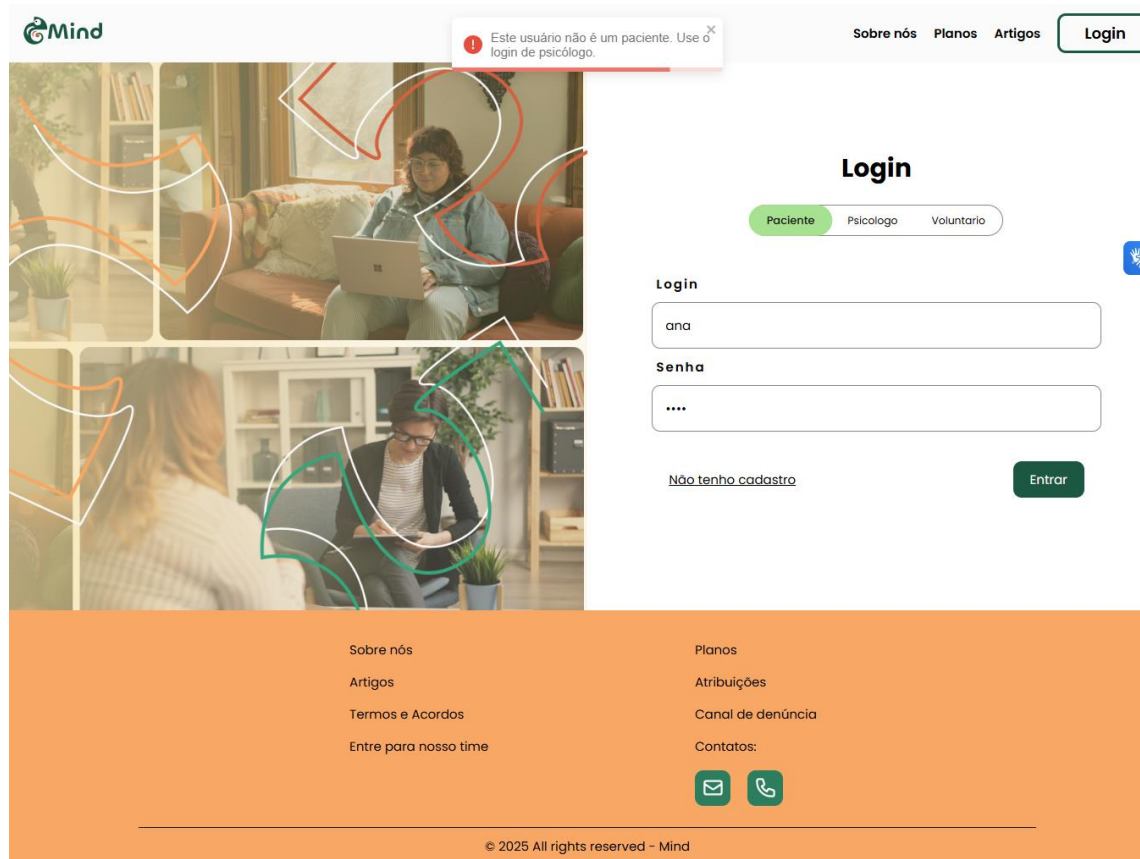 Mind
Este usuário não é um paciente. Use o
login de psicólogo.
Sobre nós Planos Artigos Login
Login
Paciente Psicologo Voluntario
Login
ana
Senha
••••
Não tenho cadastro Entrar
Sobre nós
Artigos
Termos e Acordos
Entre para nosso time
Planos
Atribuições
Canal de denúncia
Contatos:
© 2025 All rights reserved - Mind